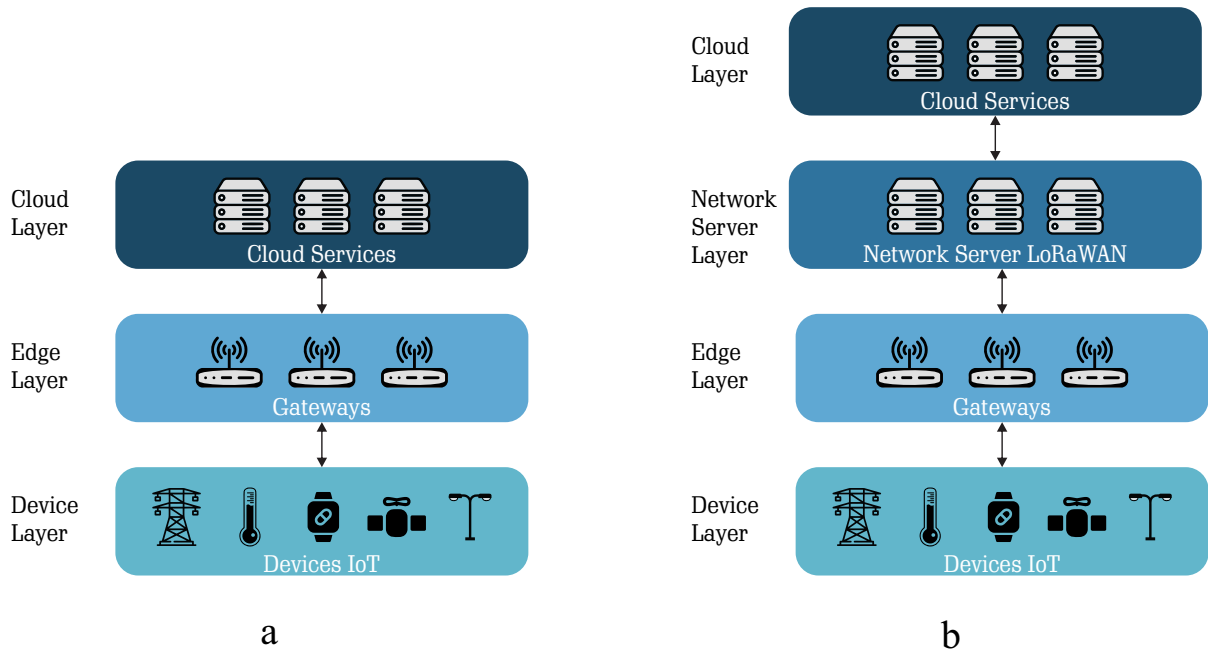 Cloud
Layer
Cloud Services
Edge
Layer
Gateways
Device
Layer
Devices IoT
a
Cloud
Layer
Cloud Services
Network
Server
Layer
Network Server LoRaWAN
Edge
Layer
Gateways
Device
Layer
Devices IoT
b